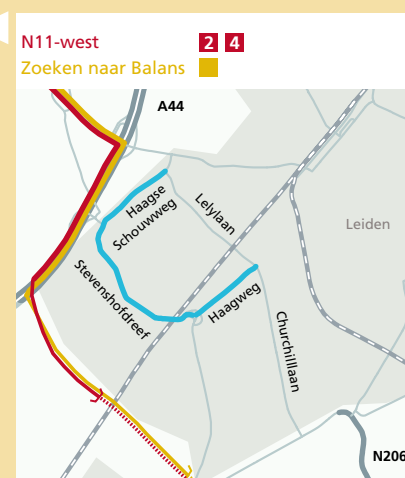 N11-west 2 4
Zoeken naar Balans
A44
Haagse
Schouwweg
Lelylaan
Leiden
Stevenshofdreef
Haagweg
Churchilllaan
N206